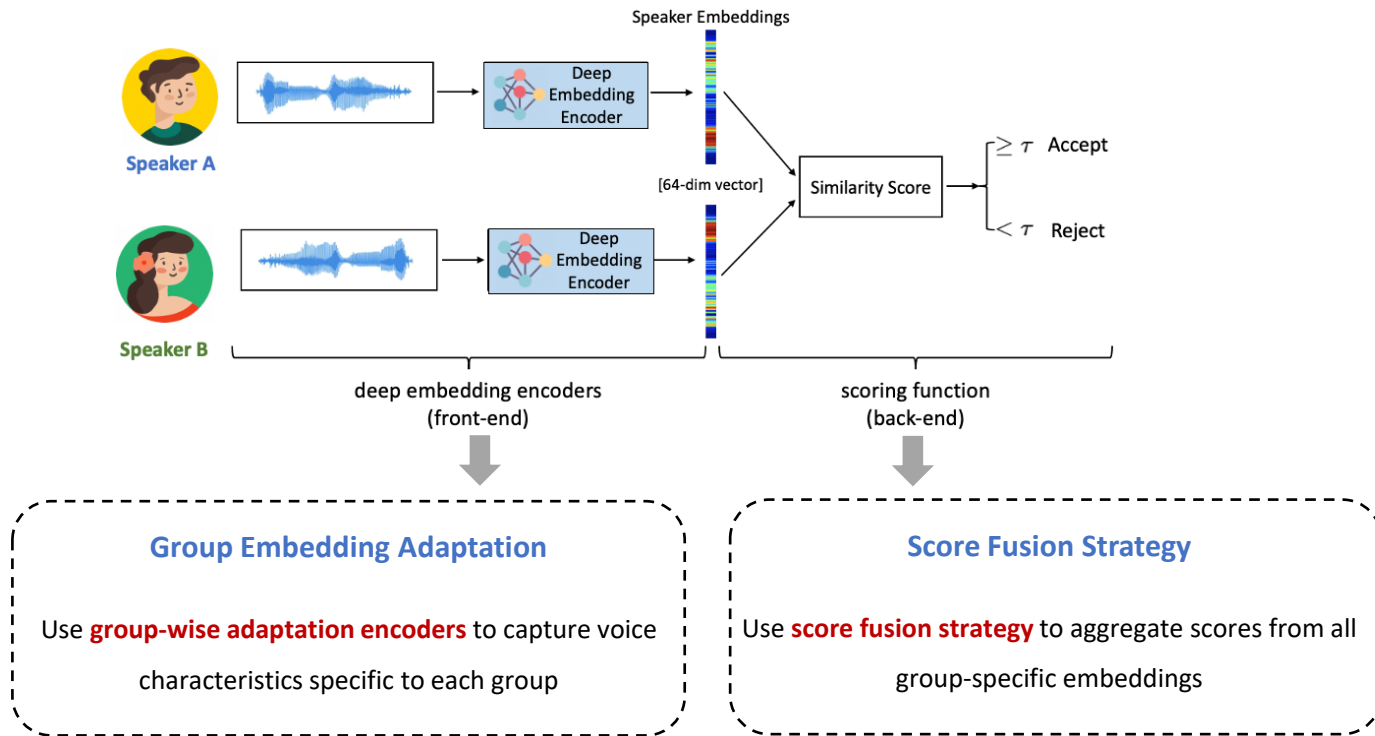 Speaker Embeddings
Deep
Embedding
Encoder
Speaker A
[64-dim vector]
Similarity Score
≥ τ Accept
< τ Reject
Deep
Embedding
Encoder
Speaker B
deep embedding encoders
(front-end)
scoring function
(back-end)
Group Embedding Adaptation
Use group-wise adaptation encoders to capture voice
characteristics specific to each group
Score Fusion Strategy
Use score fusion strategy to aggregate scores from all
group-specific embeddings